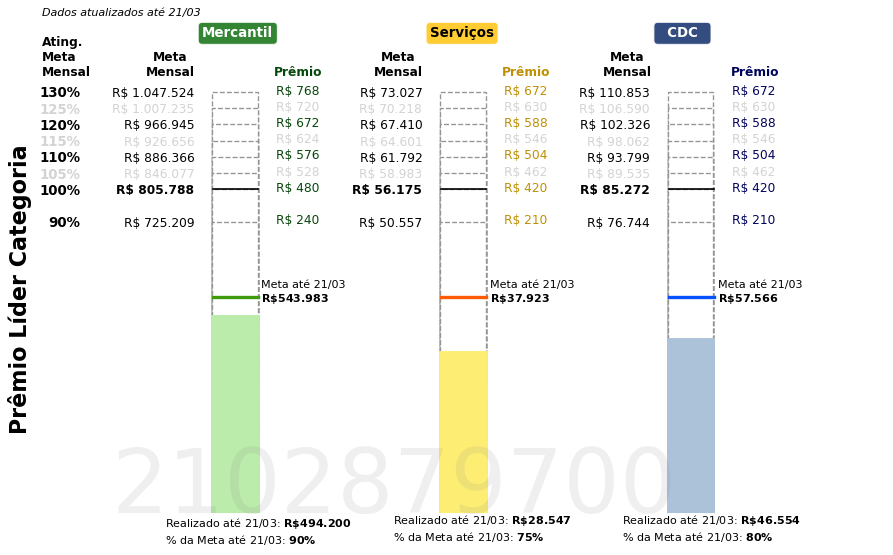 Dados atualizados até 21/03
Mercantil Serviços CDC
Ating.
Meta Meta Meta Meta
Mensal Mensal Prêmio Mensal Prêmio Mensal Prêmio
130% R$ 1.047.524 R$ 768 R$ 73.027 R$ 672 R$ 110.853 R$ 672
125% R$ 1.007.235 R$ 720 R$ 70.218 R$ 630 R$ 106.590 R$ 630
120% R$ 966.945 R$ 672 R$ 67.410 R$ 588 R$ 102.326 R$ 588
115% R$ 926.656 R$ 624 R$ 64.601 R$ 546 R$ 98.062 R$ 546
110% R$ 886.366 R$ 576 R$ 61.792 R$ 504 R$ 93.799 R$ 504
105% R$ 846.077 R$ 528 R$ 58.983 R$ 462 R$ 89.535 R$ 462
100% R$ 805.788 R$ 480 R$ 56.175 R$ 420 R$ 85.272 R$ 420
90% R$ 725.209 R$ 240 R$ 50.557 R$ 210 R$ 76.744 R$ 210
Prêmio Líder Categoria
Meta até 21/03 Meta até 21/03 Meta até 21/03
R$543.983 R$37.923 R$57.566
2102879700
Realizado até 21/03: R$494.200 Realizado até 21/03: R$28.547 Realizado até 21/03: R$46.554
% da Meta até 21/03: 90% % da Meta até 21/03: 75% % da Meta até 21/03: 80%